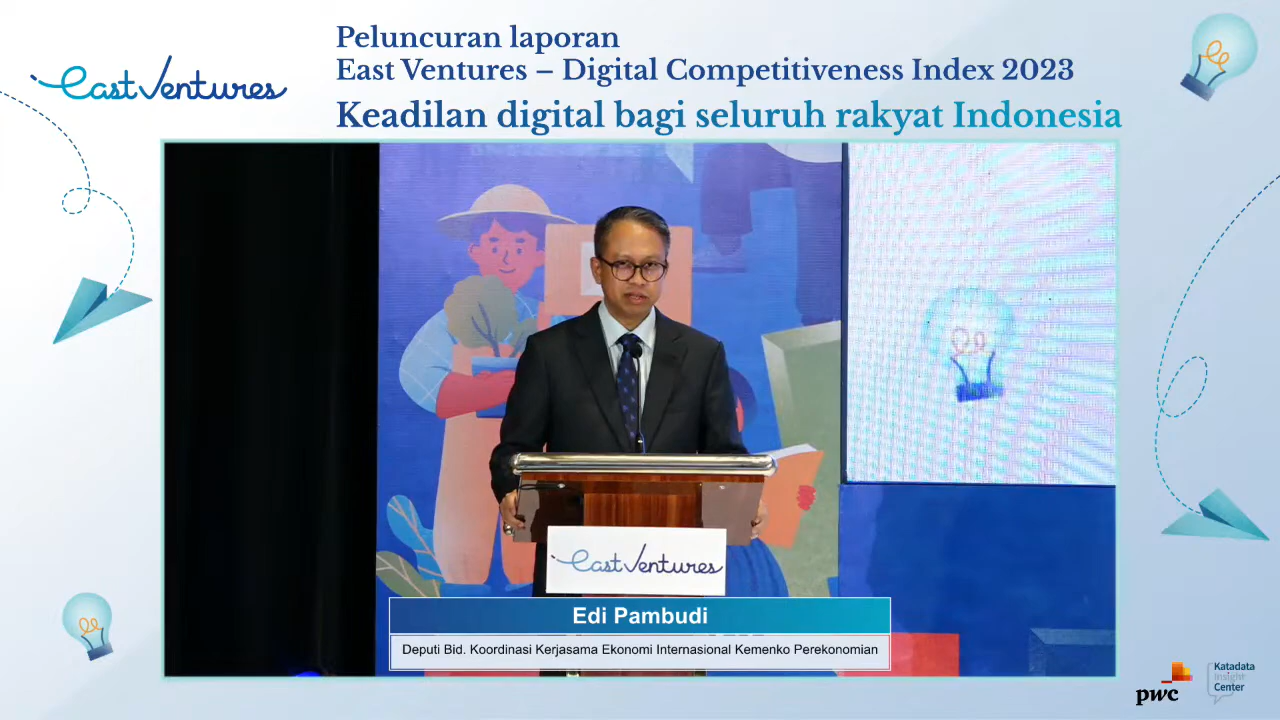 East Ventures
Peluncuran laporan
East Ventures – Digital Competitiveness Index 2023
Keadilan digital bagi seluruh rakyat Indonesia
East Ventures
Edi Pambudi
Deputi Bid. Koordinasi Kerjasama Ekonomi Internasional Kemenko Perekonomian
pwc
Katadata
Insight
Center